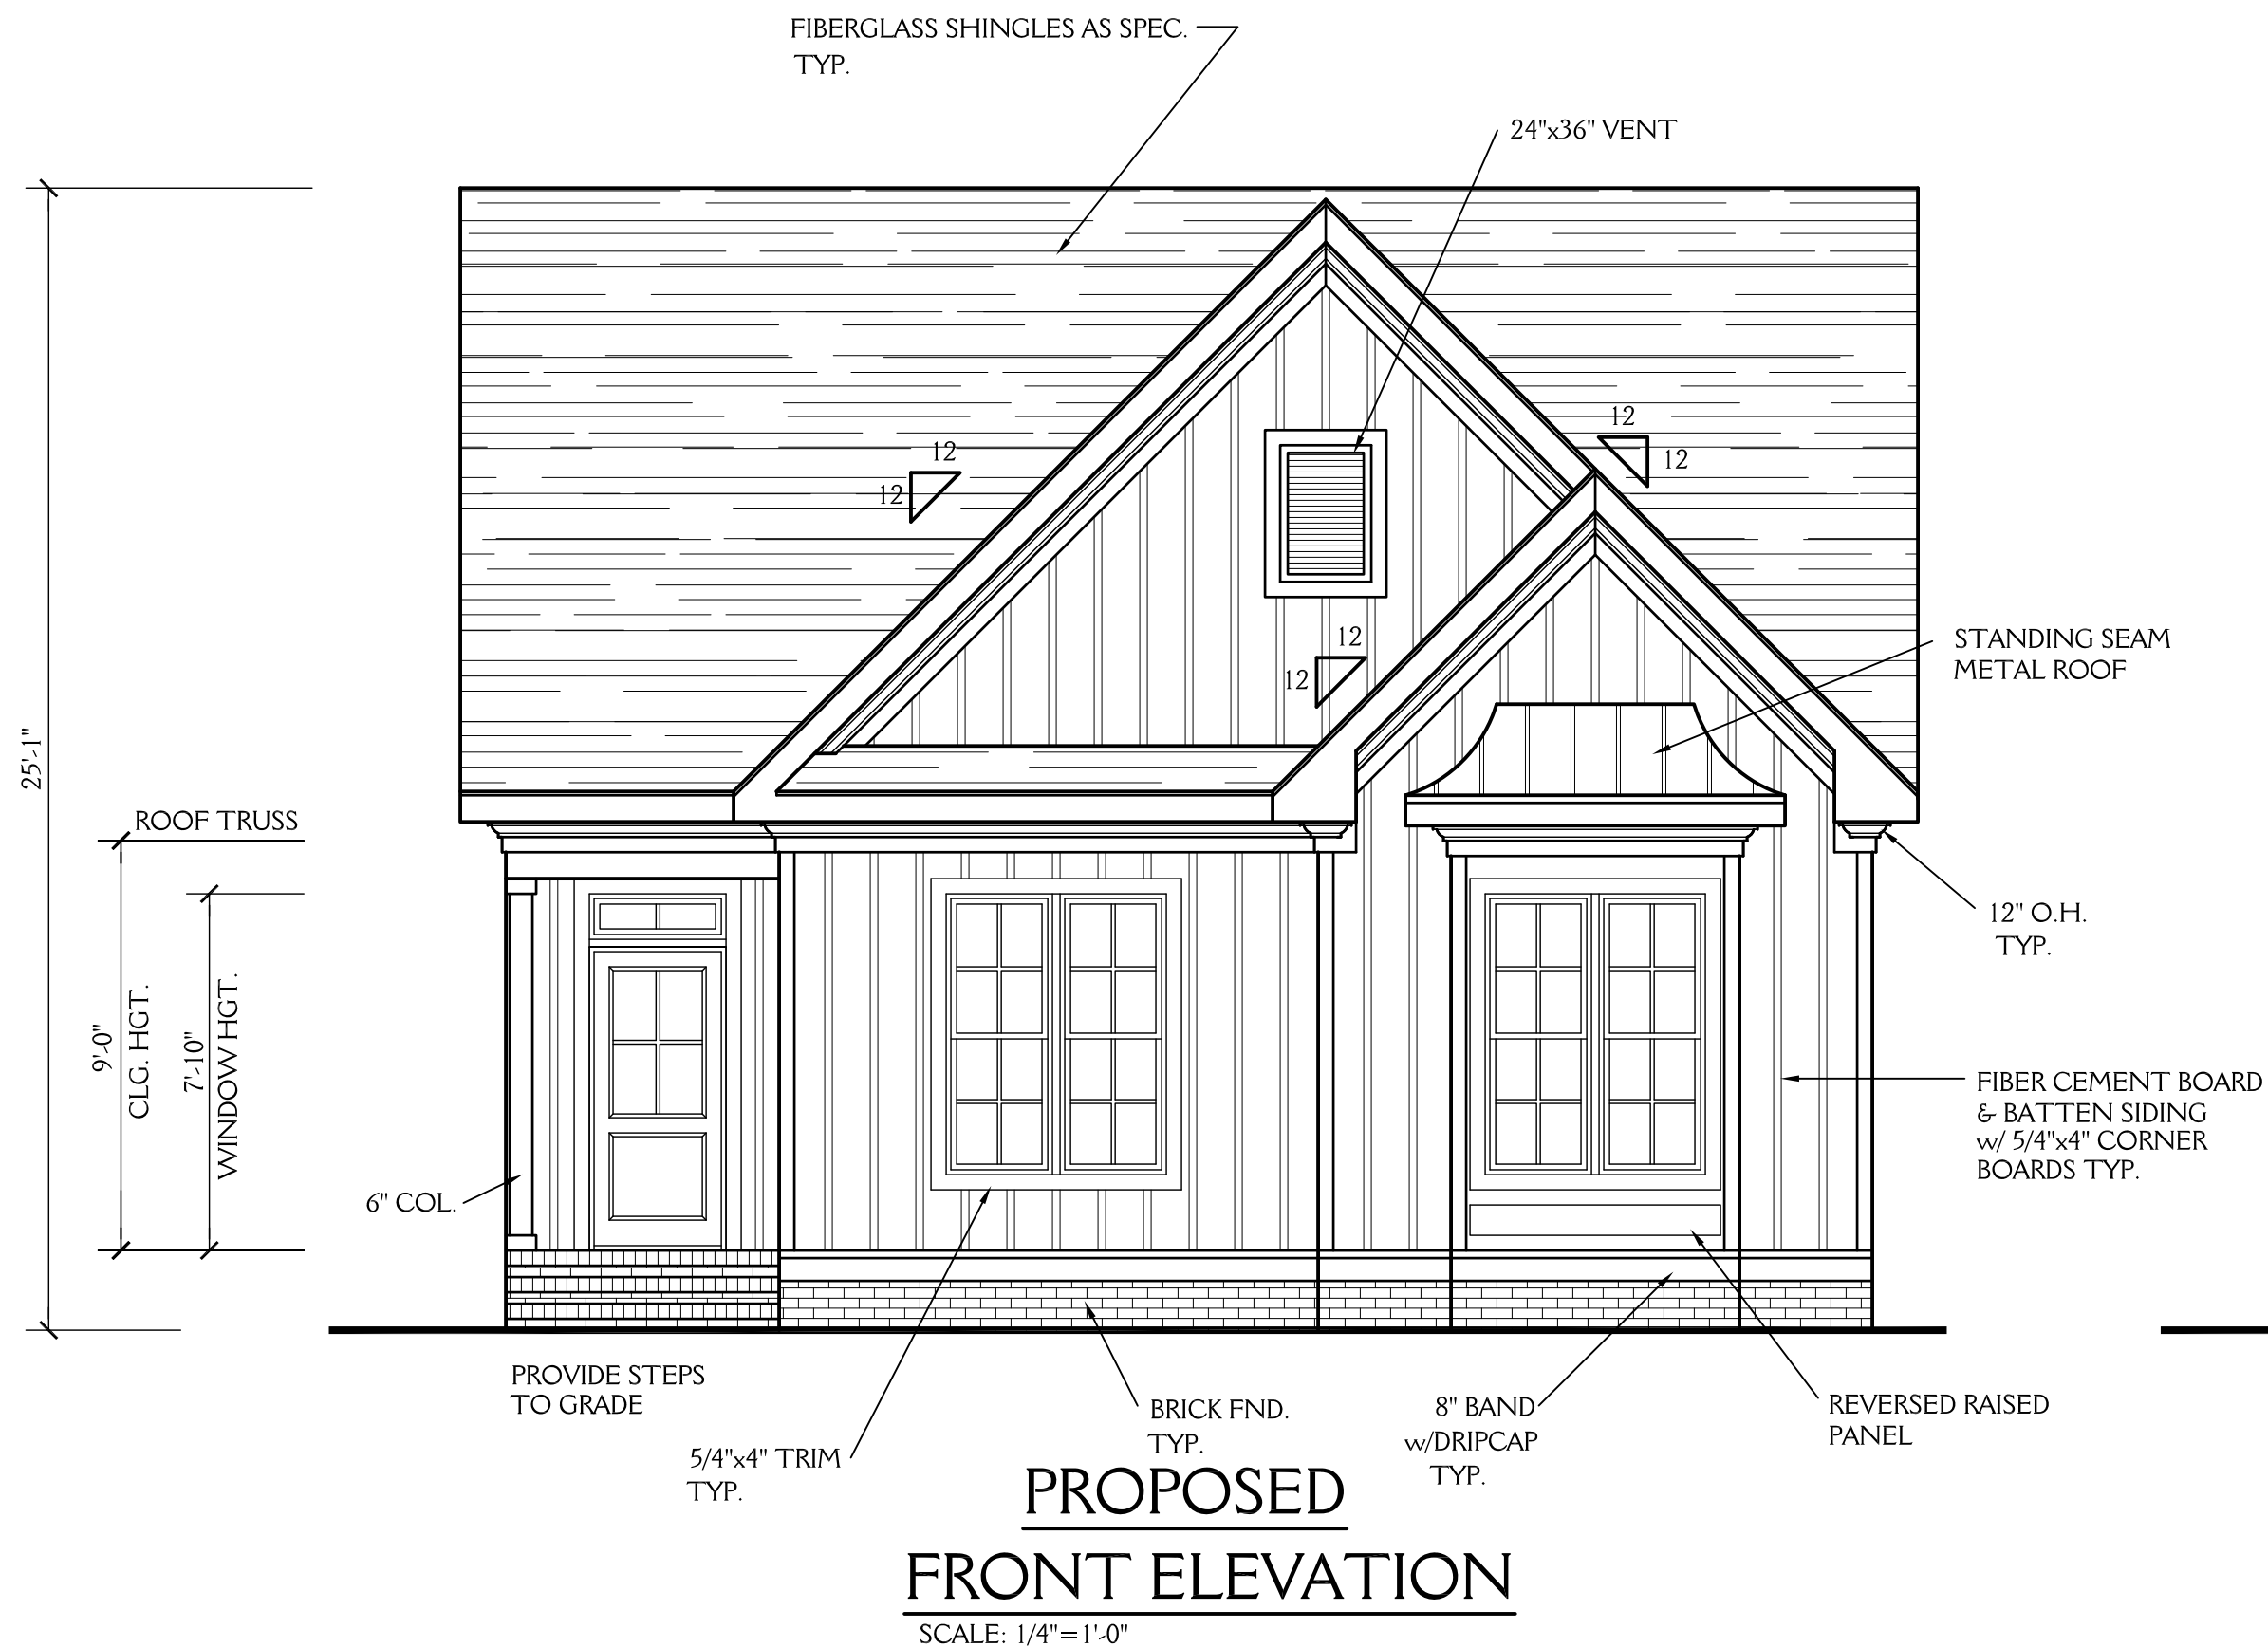 FIBERGLASS SHINGLES AS SPEC.
TYP.
24"x36" VENT
12
12
12
12
12
12
STANDING SEAM
METAL ROOF
25'-1"
ROOF TRUSS
9'-0"
CLG. HGT.
7'-10"
WINDOW HGT.
12" O.H.
TYP.
FIBER CEMENT BOARD
& BATTEN SIDING
w/ 5/4"x4" CORNER
BOARDS TYP.
6" COL.
PROVIDE STEPS
TO GRADE
5/4"x4" TRIM
TYP.
BRICK FND.
TYP.
8" BAND
w/DRIPCAP
TYP.
REVERSED RAISED
PANEL
PROPOSED
FRONT ELEVATION
SCALE: 1/4"=1'-0"